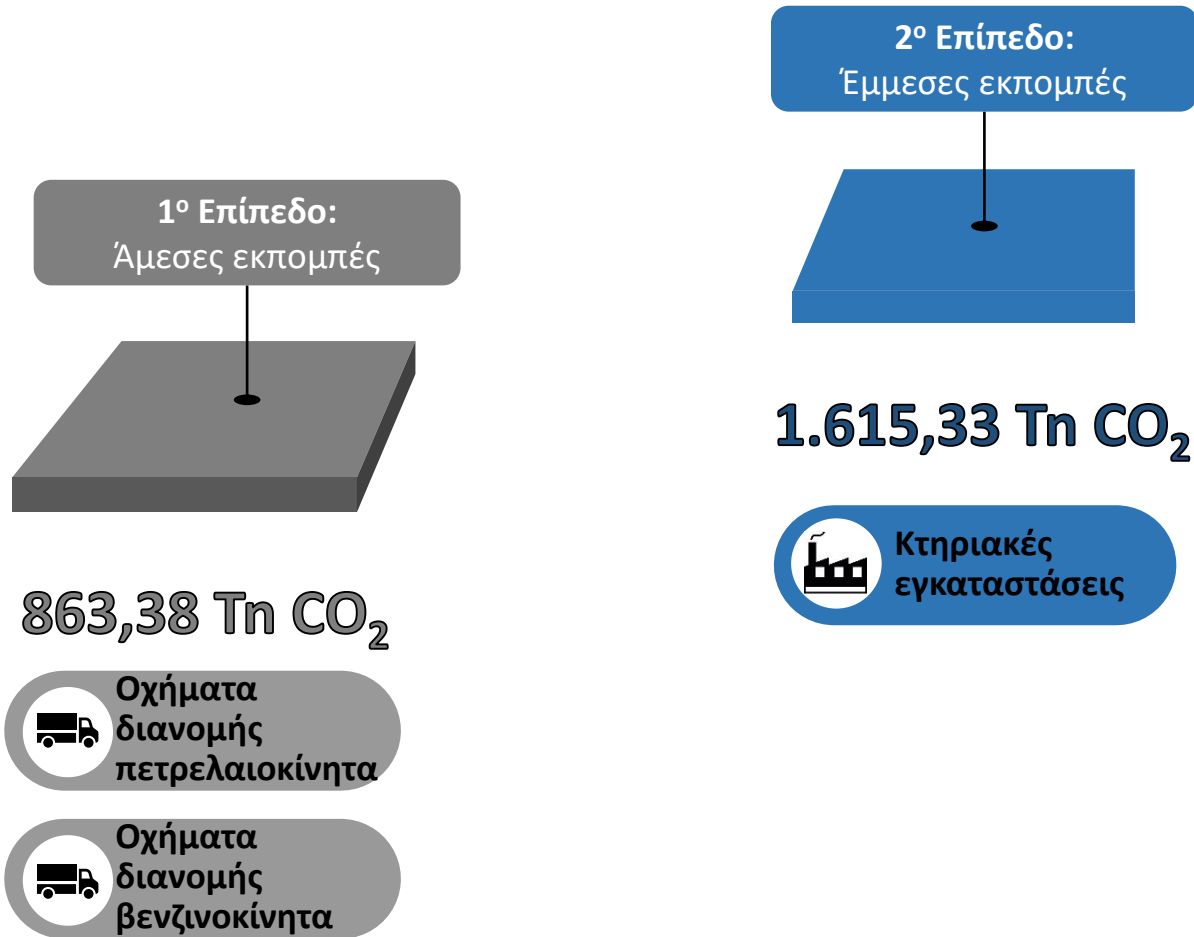 1ο Επίπεδο:
Άμεσες εκπομπές
863,38 Tn CO2
Οχήματα
διανομής
πετρελαιοκίνητα
Οχήματα
διανομής
βενζινοκίνητα
2ο Επίπεδο:
Έμμεσες εκπομπές
1.615,33 Tn CO2
Κτηριακές
εγκαταστάσεις